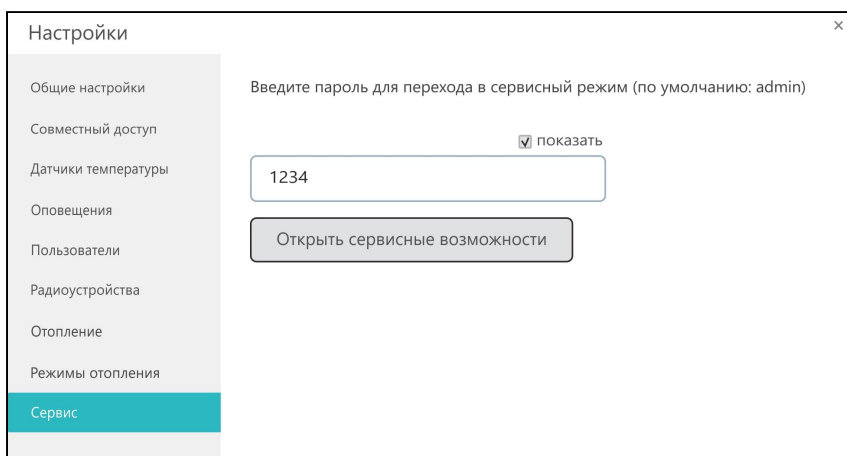 Настройки
×
Общие настройки
Совместный доступ
Датчики температуры
Оповещения
Пользователи
Радиоустройства
Отопление
Режимы отопления
Сервис
Введите пароль для перехода в сервисный режим (по умолчанию: admin)
показать
1234
Открыть сервисные возможности